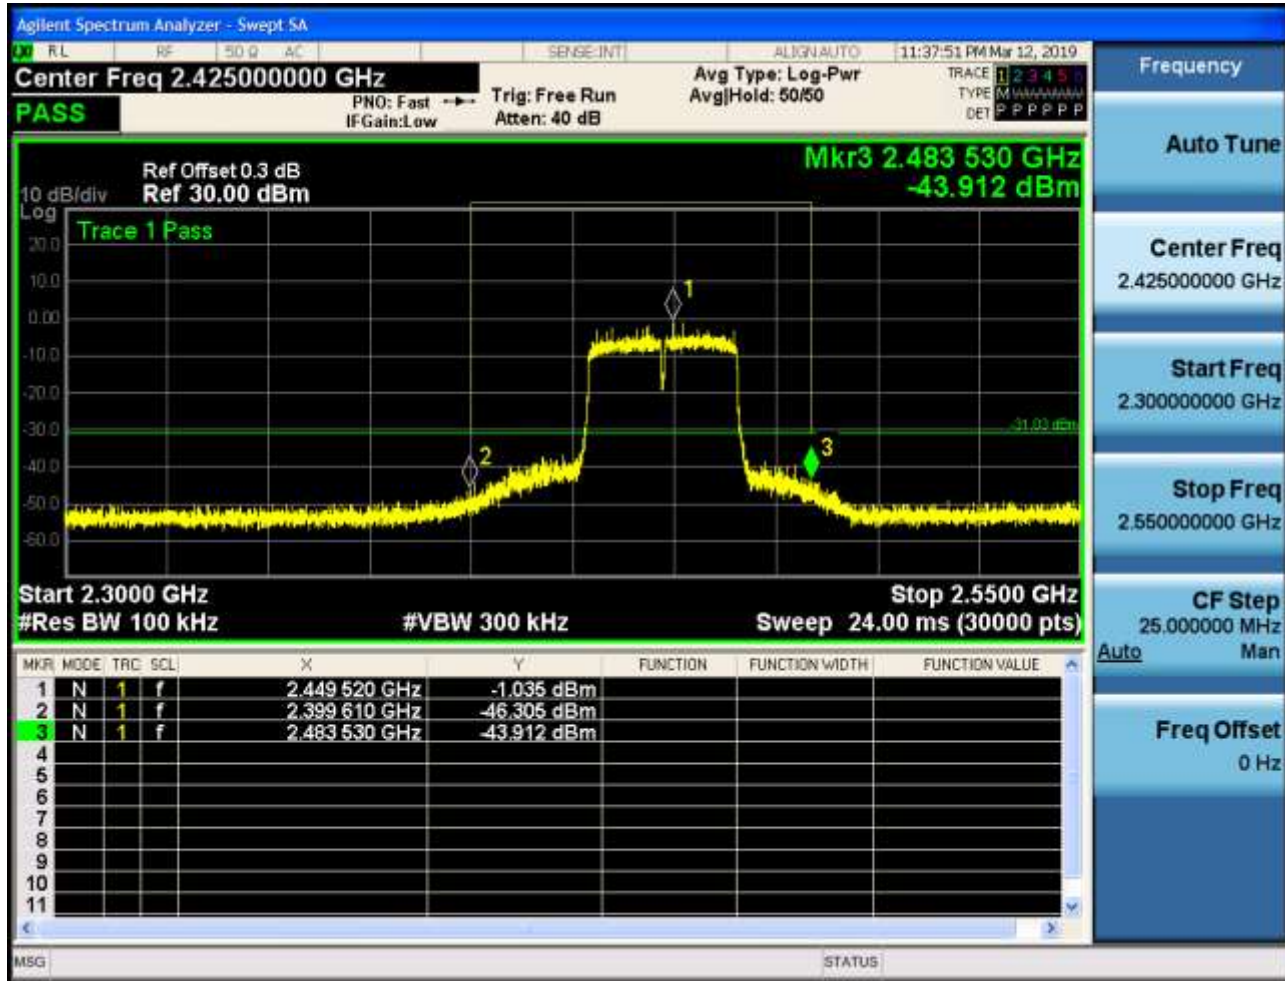 Agilent Spectrum Analyzer - Swept SA
LXI RL RF 50 Ω AC SENSE:INT ALIGNAUTO 11:37:51 PM Mar 12, 2019
Center Freq 2.425000000 GHz
Avg Type: Log-Pwr
TRACE 1 2 3 4 5 6
PNO: Fast
Trig: Free Run
Avg|Hold: 50/50
TYPE M
PASS
IFGain:Low
Atten: 40 dB
DET P P P P P P
Ref Offset 0.3 dB
Mkr3 2.483 530 GHz
10 dB/div Ref 30.00 dBm
-43.912 dBm
Log
Trace 1 Pass
20.0
10.0
0.00
-10.0
-20.0
-30.0
-40.0
-50.0
-60.0
1
2
3
-31.03 dBm
Start 2.3000 GHz
Stop 2.5500 GHz
#Res BW 100 kHz
#VBW 300 kHz
Sweep 24.00 ms (30000 pts)
MKR MODE TRC SCL X Y FUNCTION FUNCTION WIDTH FUNCTION VALUE
1 N 1 f 2.449 520 GHz -1.035 dBm
2 N 1 f 2.399 610 GHz -46.305 dBm
3 N 1 f 2.483 530 GHz -43.912 dBm
4
5
6
7
8
9
10
11
MSG STATUS
Frequency
Auto Tune
Center Freq
2.425000000 GHz
Start Freq
2.300000000 GHz
Stop Freq
2.550000000 GHz
CF Step
25.000000 MHz
Auto Man
Freq Offset
0 Hz